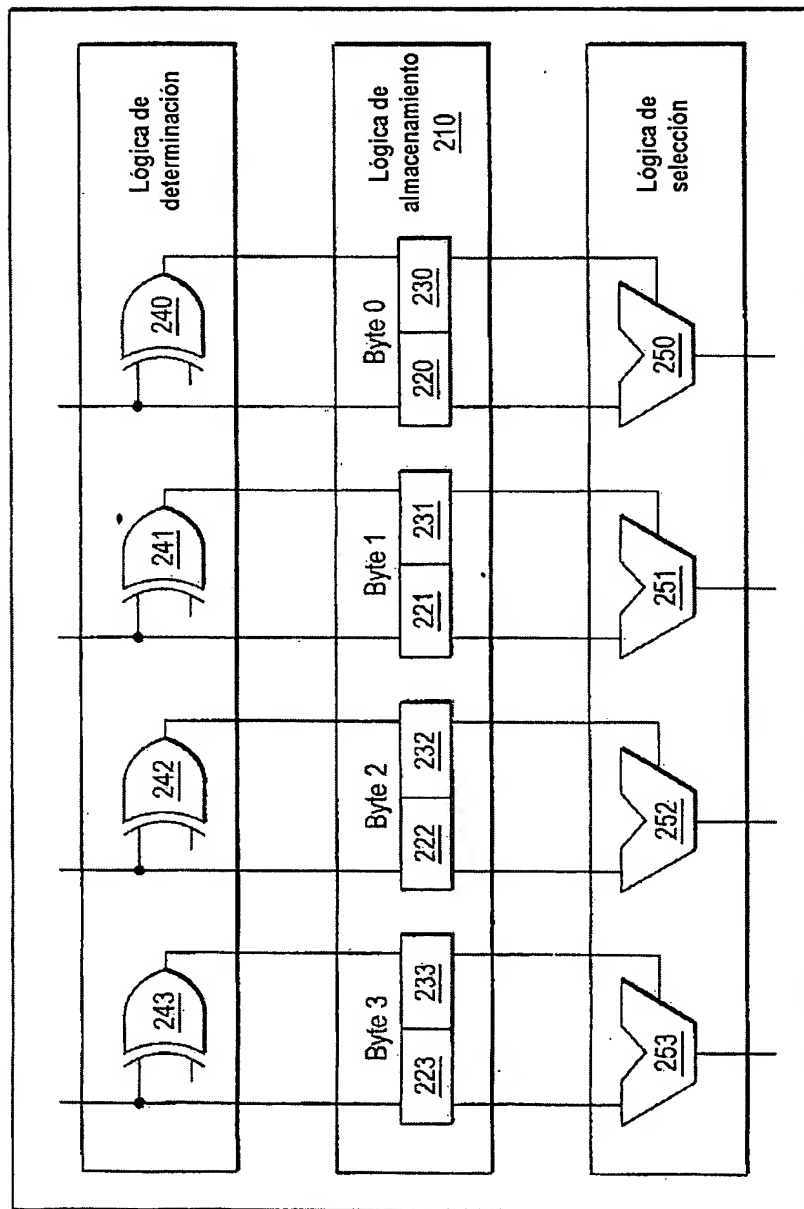 243
242
241
240
Lógica de
determinación
Byte 3
223 233
Byte 2
222 232
Byte 1
221 231
Byte 0
220 230
Lógica de
almacenamiento
210
253
252
251
250
Lógica de
selección